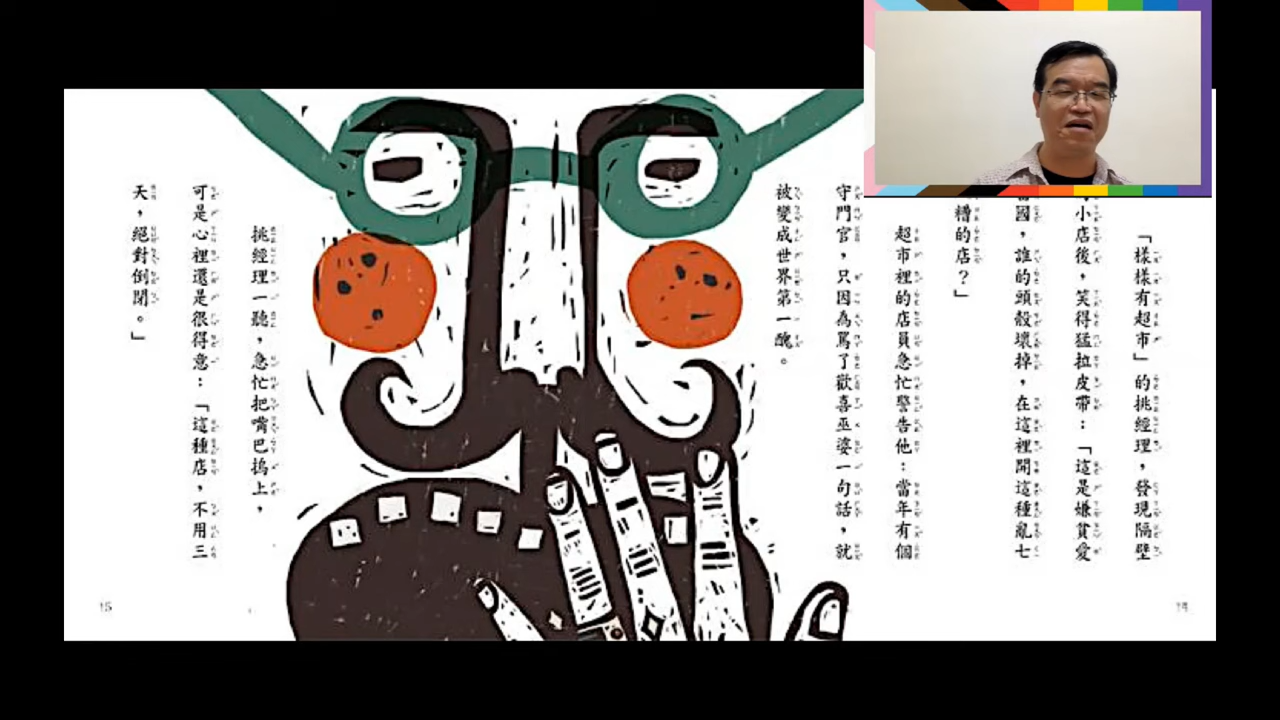 「樣樣有超市」的挑經理，發現隔壁
小店後，笑得猛拉皮帶：「這是嫌貧愛
國，誰的頭殼壞掉，在這裡開這種亂七
糟的店？」
超市裡的店員急忙警告他：當年有個
守門官，只因為罵了歡喜巫婆一句話，就
被變成世界第一醜。
挑經理一聽，急忙把嘴巴摀上，
可是心裡還是很得意：「這種店，不用三
天，絕對倒閉。」
15
14